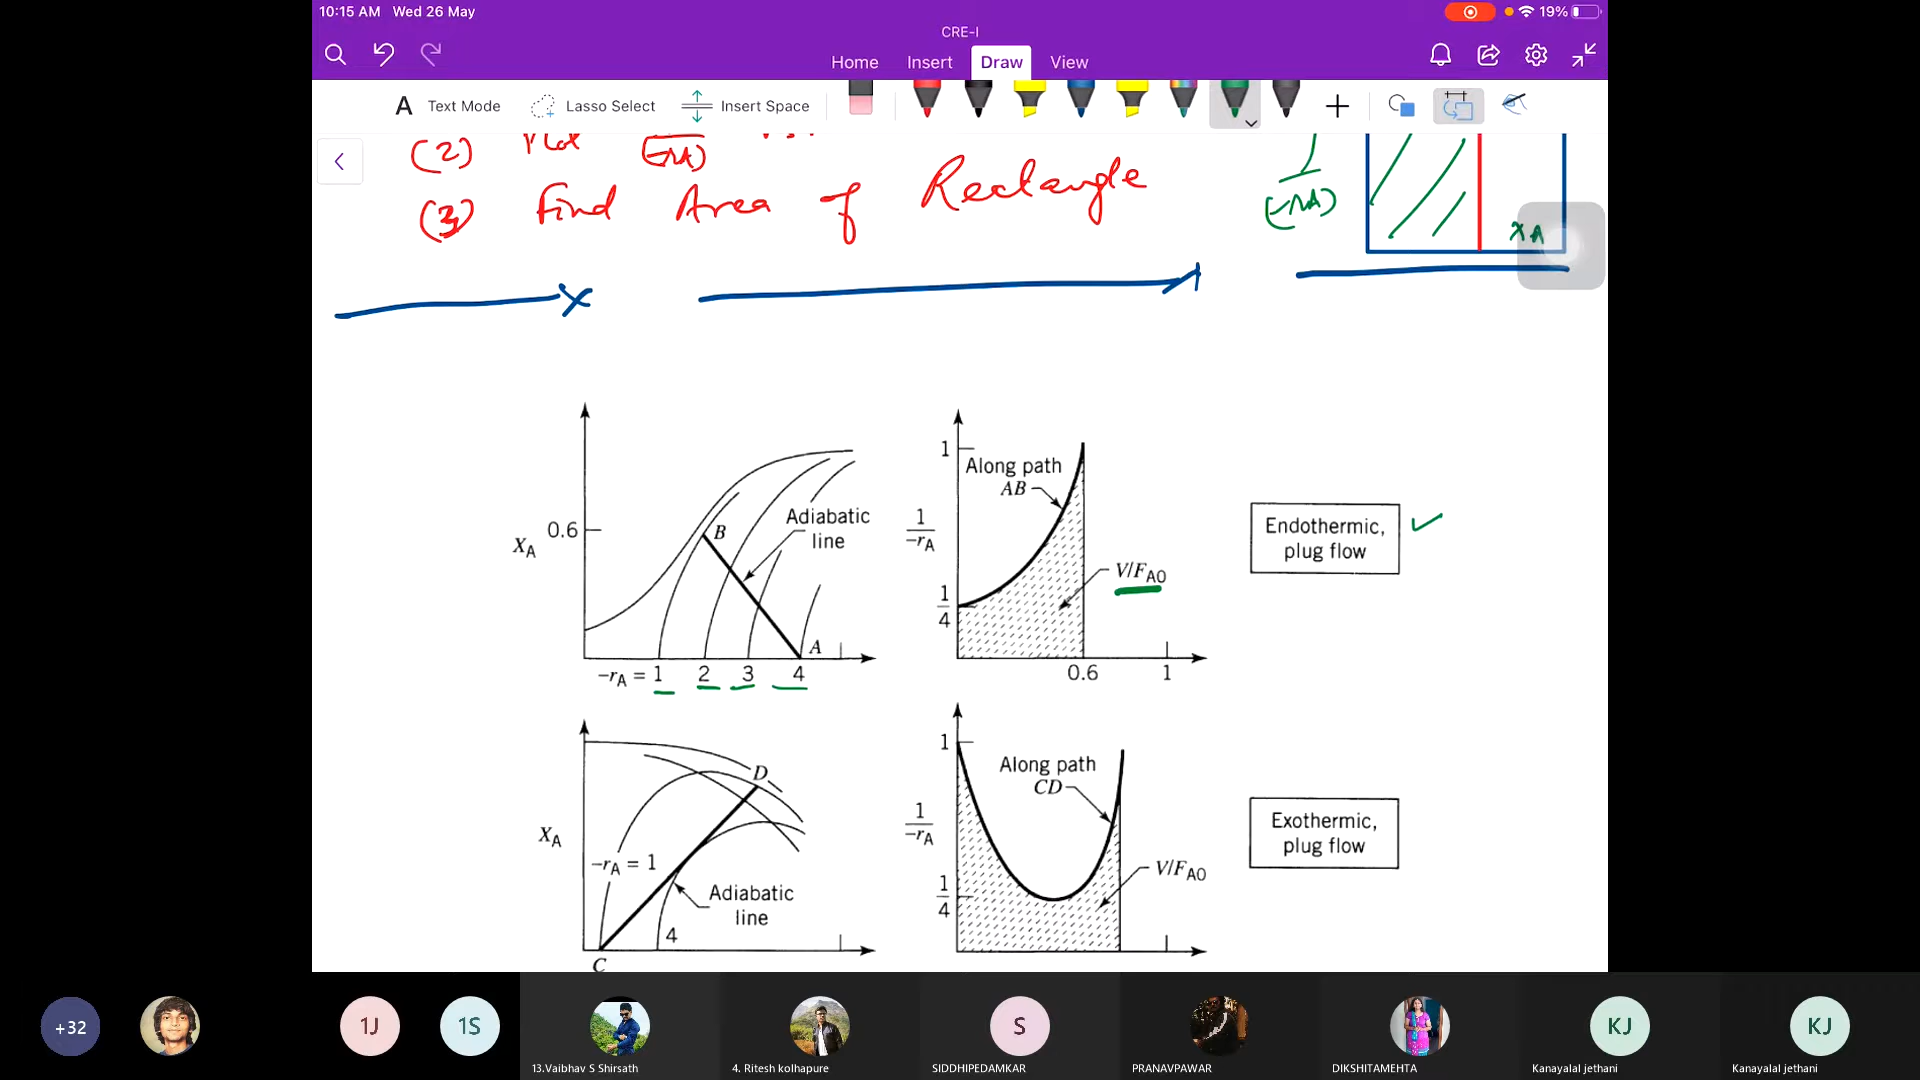 10:15 AM Wed 26 May
19%
CRE-I
Home Insert Draw View
A Text Mode Lasso Select Insert Space
(2) Plot 1/(-rA)
(3) Find Area of Rectangle
1/(-rA)
XA
XA
0.6
B
Adiabatic
line
A
-rA = 1 2 3 4
1
Along path
AB
1/-rA
V/FA0
1/4
0.6 1
Endothermic,
plug flow
XA
D
-rA = 1
Adiabatic
line
4
C
1
Along path
CD
1/-rA
V/FA0
1/4
Exothermic,
plug flow
+32
1J
1S
13.Vaibhav S Shirsath
4. Ritesh kolhapure
S
SIDDHIPEDAMKAR
PRANAVPAWAR
DIKSHITAMEHTA
KJ
Kanayalal jethani
KJ
Kanayalal jethani